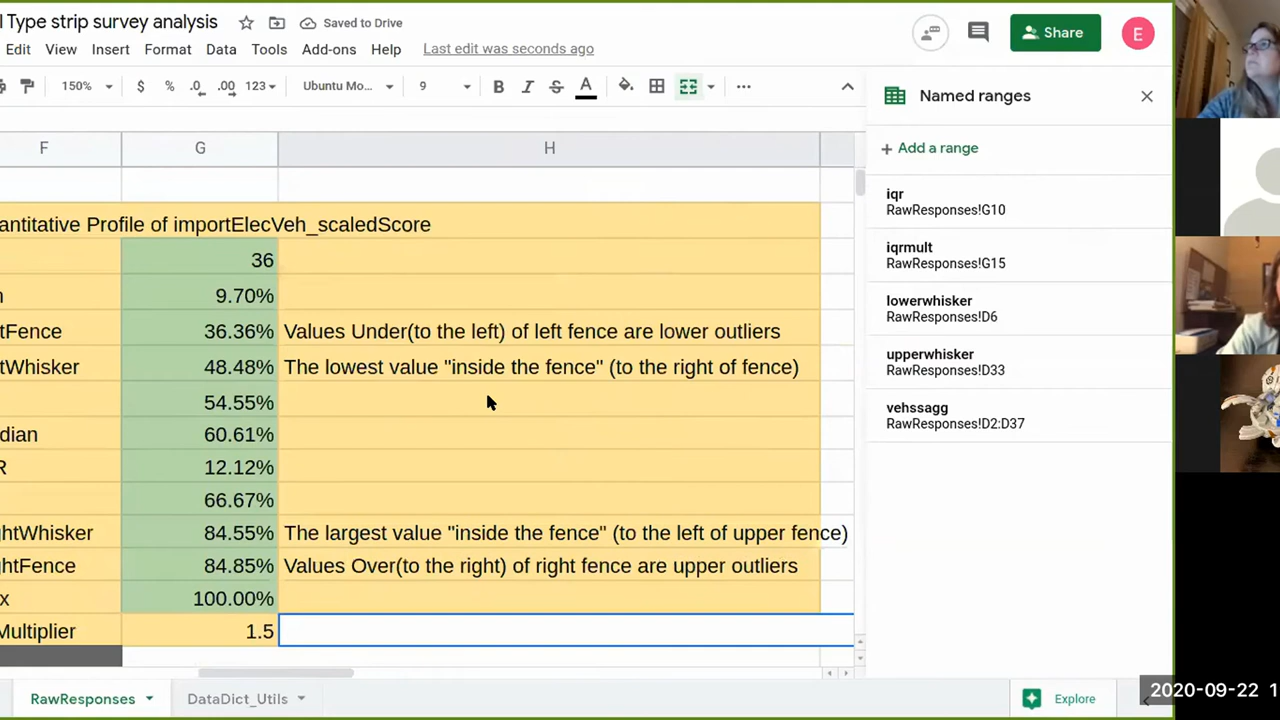 l Type strip survey analysis
Saved to Drive
Edit View Insert Format Data Tools Add-ons Help Last edit was seconds ago
Share
E
150% $ % .0 .00 123 Ubuntu Mo... 9 B I S A
Named ranges
+ Add a range
iqr
RawResponses!G10
iqrmult
RawResponses!G15
lowerwhisker
RawResponses!D6
upperwhisker
RawResponses!D33
vehssagg
RawResponses!D2:D37
F G H
antitative Profile of importElecVeh_scaledScore
36
n 9.70%
tFence 36.36% Values Under(to the left) of left fence are lower outliers
tWhisker 48.48% The lowest value "inside the fence" (to the right of fence)
54.55%
dian 60.61%
R 12.12%
66.67%
ghtWhisker 84.55% The largest value "inside the fence" (to the left of upper fence)
ghtFence 84.85% Values Over(to the right) of right fence are upper outliers
x 100.00%
Multiplier 1.5
RawResponses DataDict_Utils
Explore
2020-09-22 1